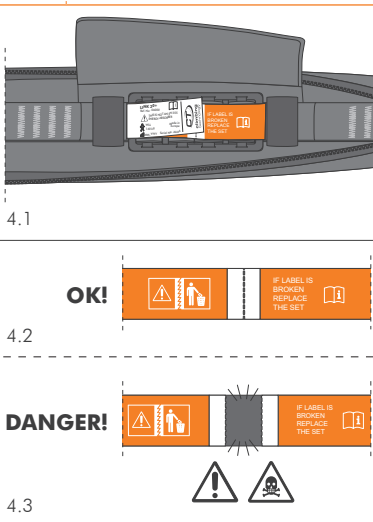 IF LABEL IS
BROKEN
REPLACE
THE SET
4.1
OK!
IF LABEL IS
BROKEN
REPLACE
THE SET
4.2
DANGER!
IF LABEL IS
BROKEN
REPLACE
THE SET
4.3